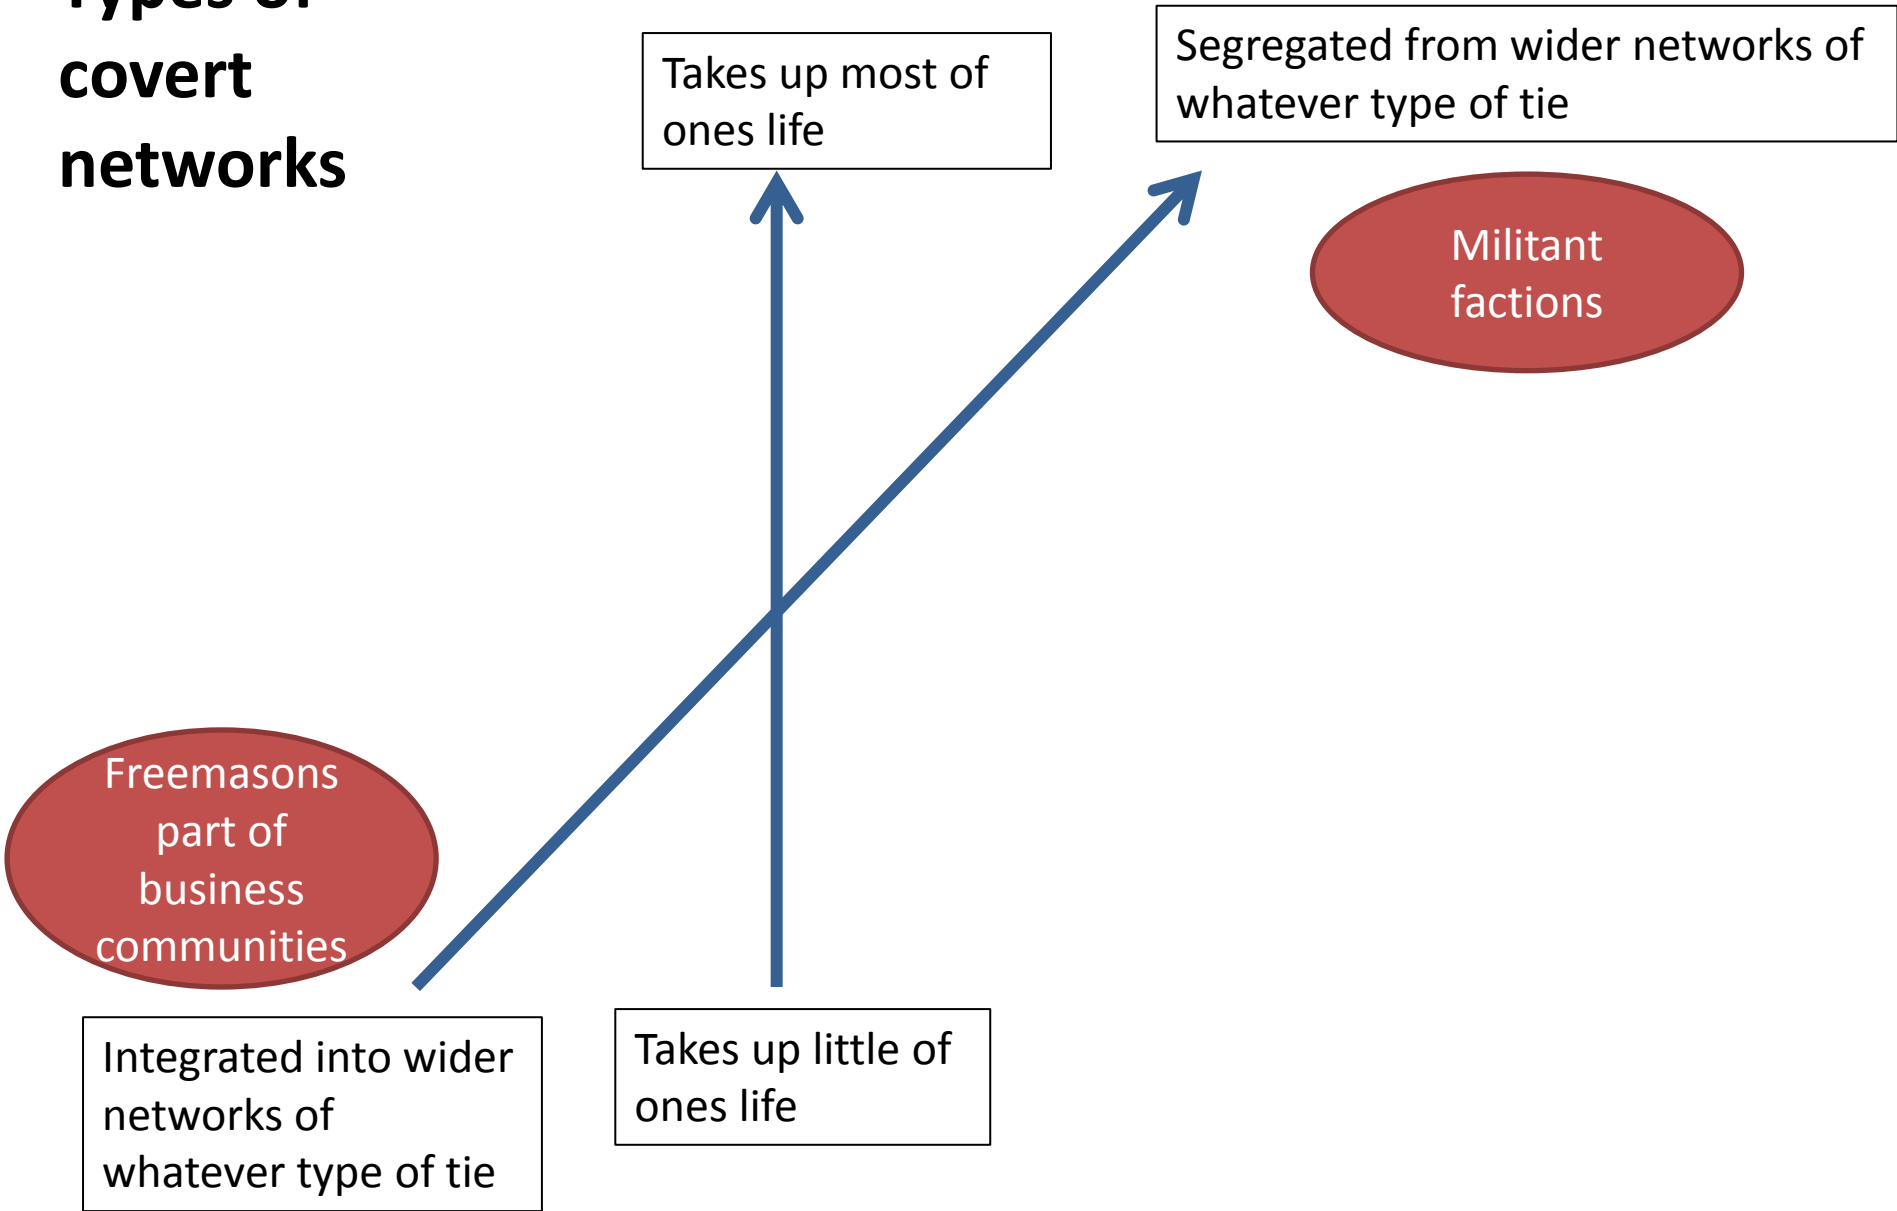 Types of
covert
networks
Takes up most of
ones life
Segregated from wider networks of
whatever type of tie
Militant
factions
Freemasons
part of
business
communities
Integrated into wider
networks of
whatever type of tie
Takes up little of
ones life